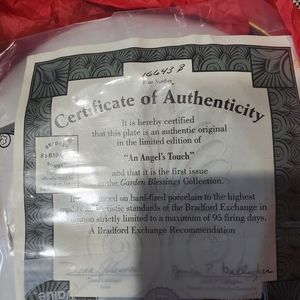 16643 B
Plate Number
Certificate of Authenticity
It is hereby certified
that this plate is an authentic original
in the limited edition of
"An Angel's Touch"
and that it is the first issue
in the Garden Blessings Collection.
on hard-fired porcelain to the highest
quality artistic standards of the Bradford Exchange in
strictly limited to a maximum of 95 firing days.
A Bradford Exchange Recommendation